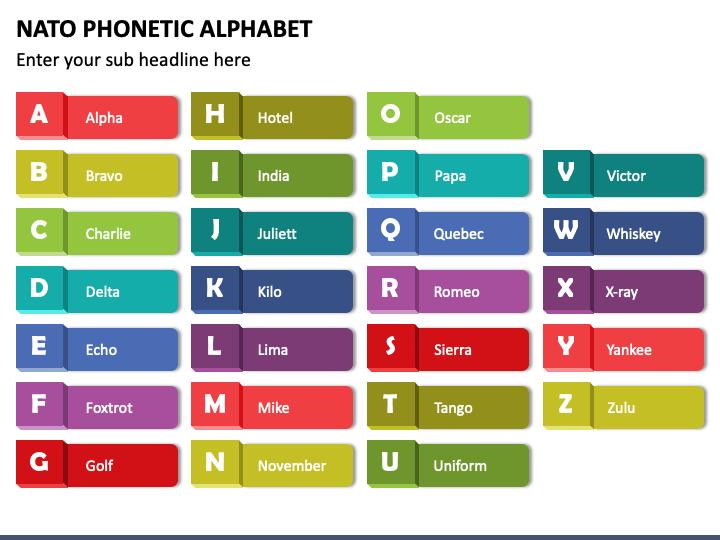 NATO PHONETIC ALPHABET
Enter your sub headline here
A Alpha
B Bravo
C Charlie
D Delta
E Echo
F Foxtrot
G Golf
H Hotel
I India
J Juliett
K Kilo
L Lima
M Mike
N November
O Oscar
P Papa
Q Quebec
R Romeo
S Sierra
T Tango
U Uniform
V Victor
W Whiskey
X X-ray
Y Yankee
Z Zulu